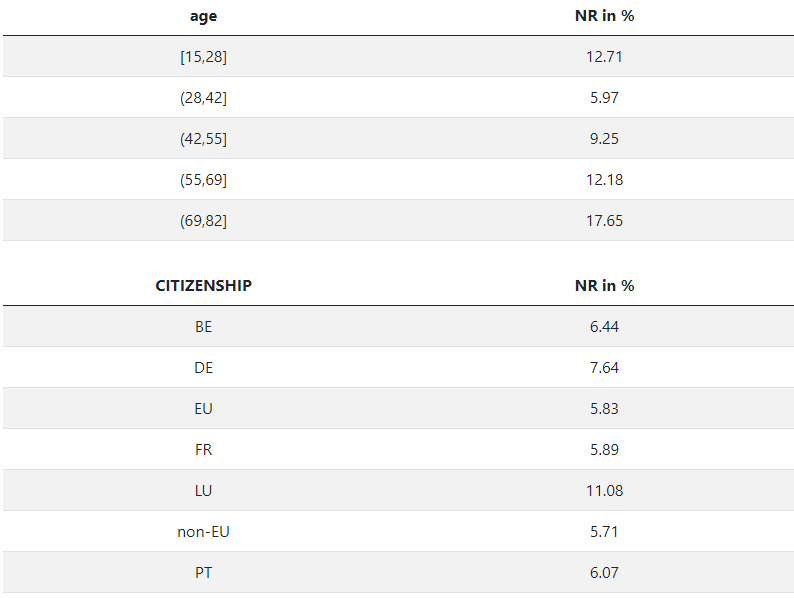 age NR in %
[15,28] 12.71
(28,42] 5.97
(42,55] 9.25
(55,69] 12.18
(69,82] 17.65
CITIZENSHIP NR in %
BE 6.44
DE 7.64
EU 5.83
FR 5.89
LU 11.08
non-EU 5.71
PT 6.07